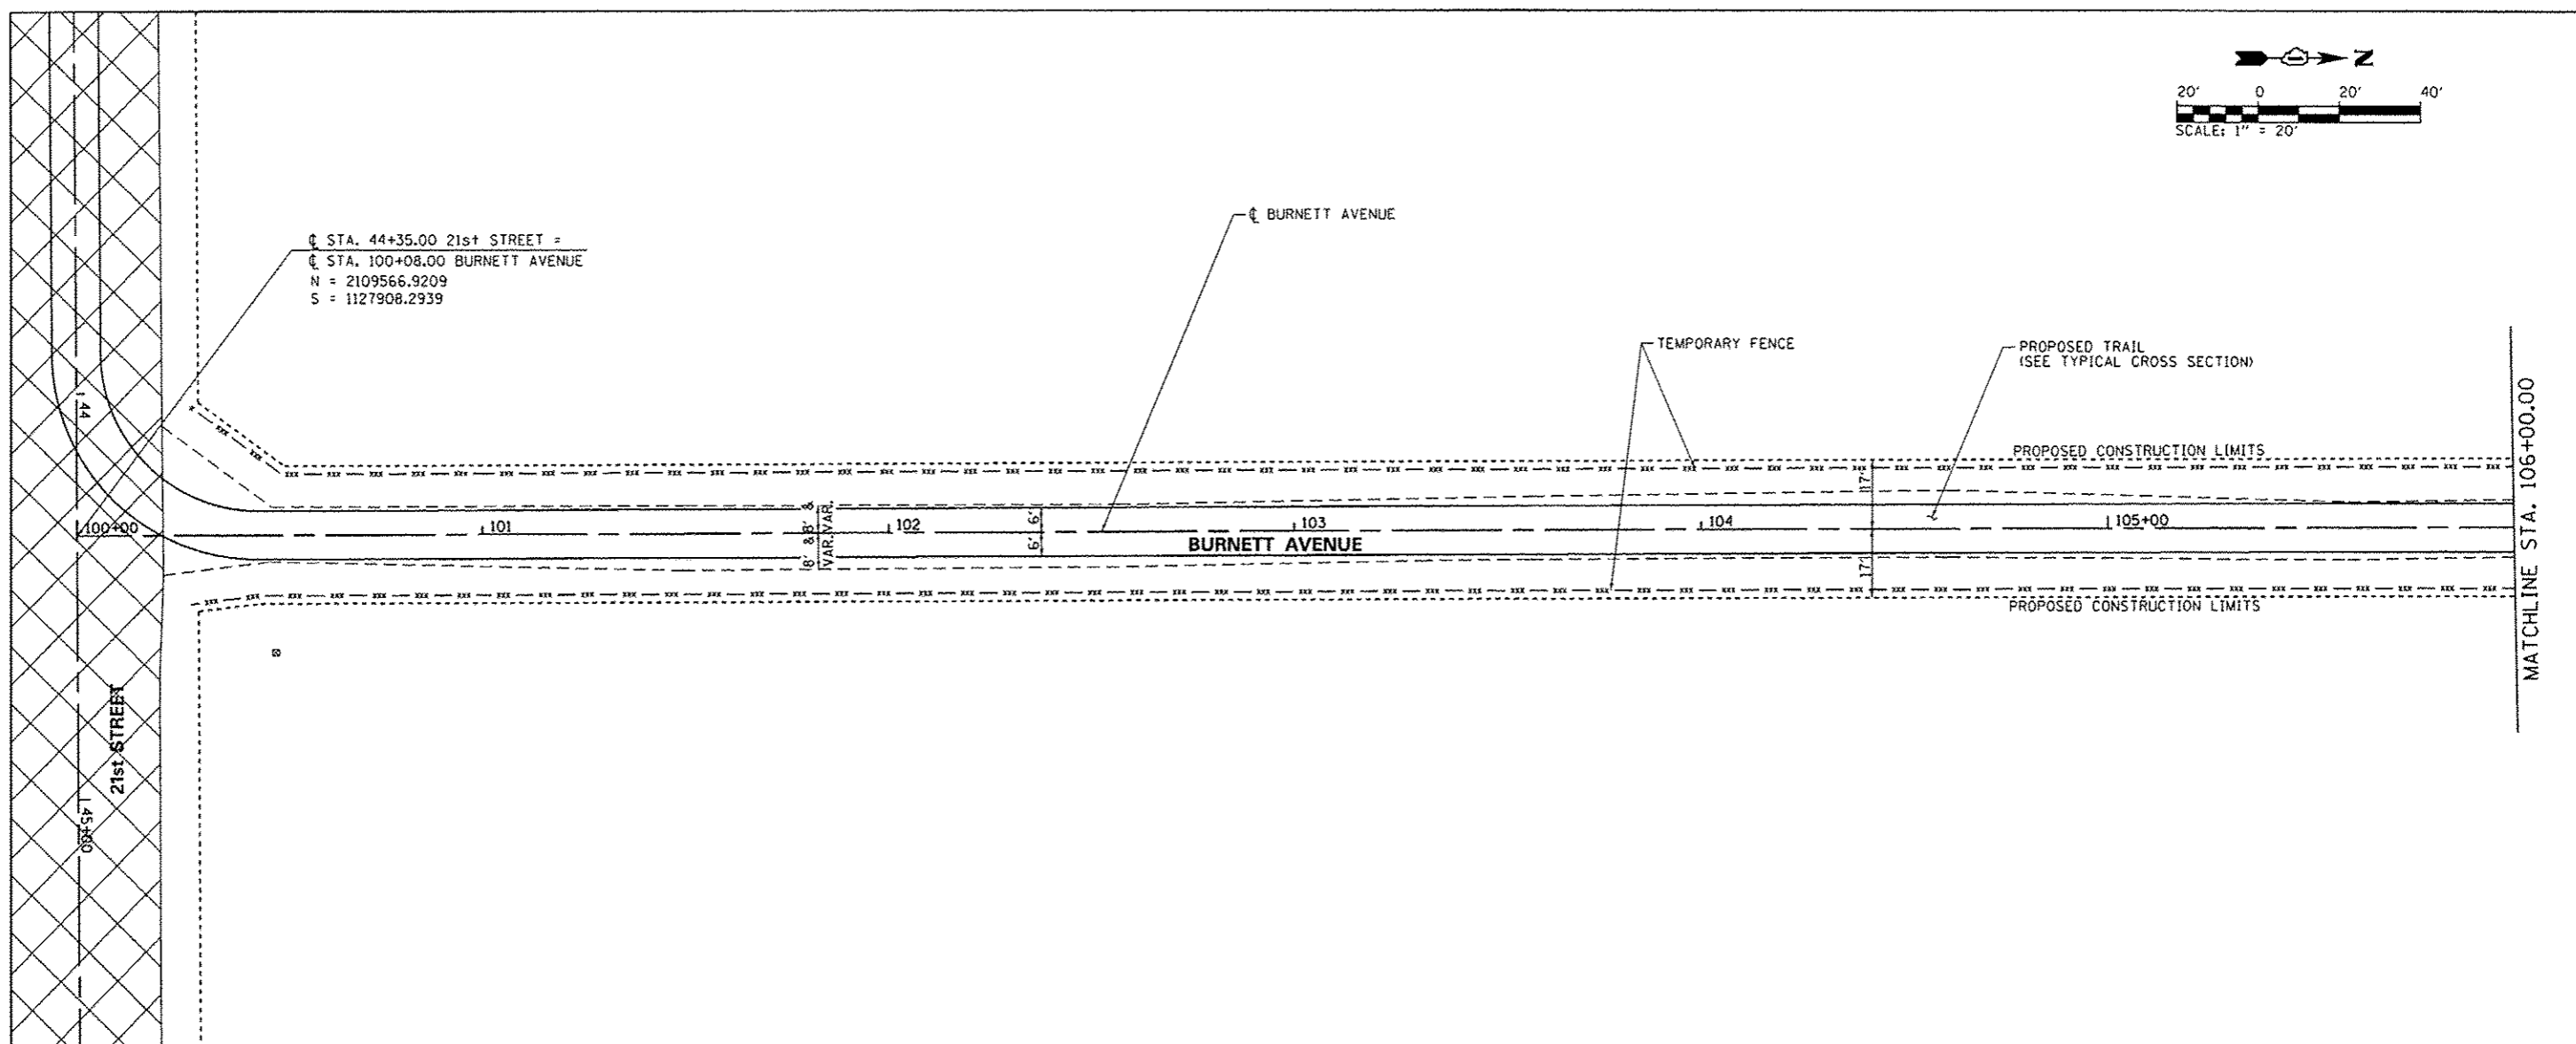 N
20' 0 20' 40'
SCALE: 1" = 20'
℄ BURNETT AVENUE
℄ STA. 44+35.00 21st STREET =
℄ STA. 100+08.00 BURNETT AVENUE
N = 2109566.9209
S = 1127908.2939
TEMPORARY FENCE
PROPOSED TRAIL
(SEE TYPICAL CROSS SECTION)
44
PROPOSED CONSTRUCTION LIMITS
17'
100+00
101
8' & VAR.
8' & VAR.
102
6'
6'
103
104
105+00
BURNETT AVENUE
17'
PROPOSED CONSTRUCTION LIMITS
MATCHLINE STA. 106+00.00
21st STREET
45+00